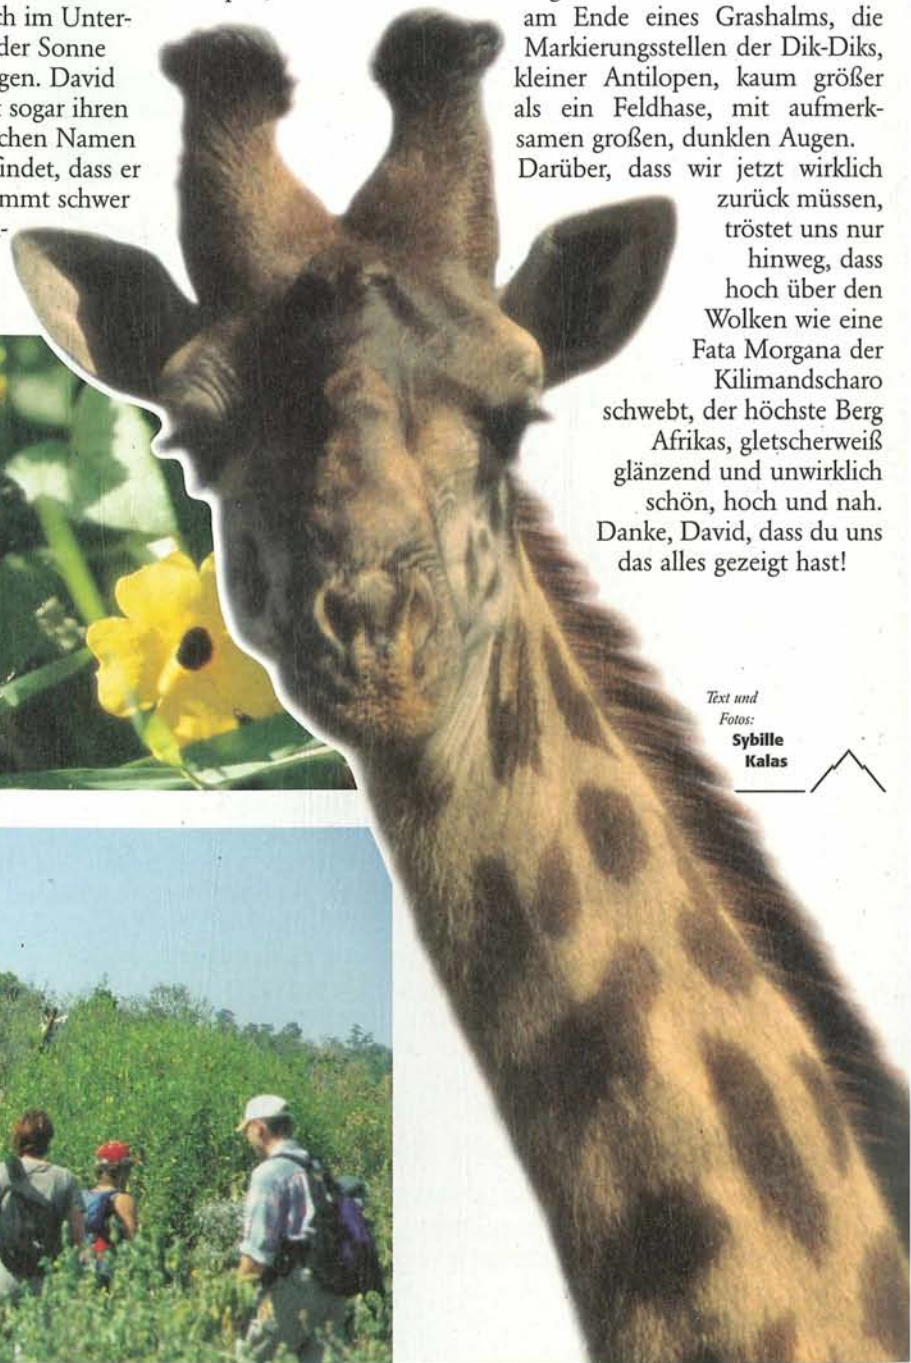 ch im Unter-
der Sonne
gen. David
sogar ihren
chen Namen
indet, dass er
mmt schwer
-
am Ende eines Grashalms, die
Markierungsstellen der Dik-Diks,
kleiner Antilopen, kaum größer
als ein Feldhase, mit aufmerk-
samen großen, dunklen Augen.
Darüber, dass wir jetzt wirklich
zurück müssen,
tröstet uns nur
hinweg, dass
hoch über den
Wolken wie eine
Fata Morgana der
Kilimandscharo
schwebt, der höchste Berg
Afrikas, gletscherweiß
glänzend und unwirklich
schön, hoch und nah.
Danke, David, dass du uns
das alles gezeigt hast!
Text und
Fotos:
Sybille
Kalas